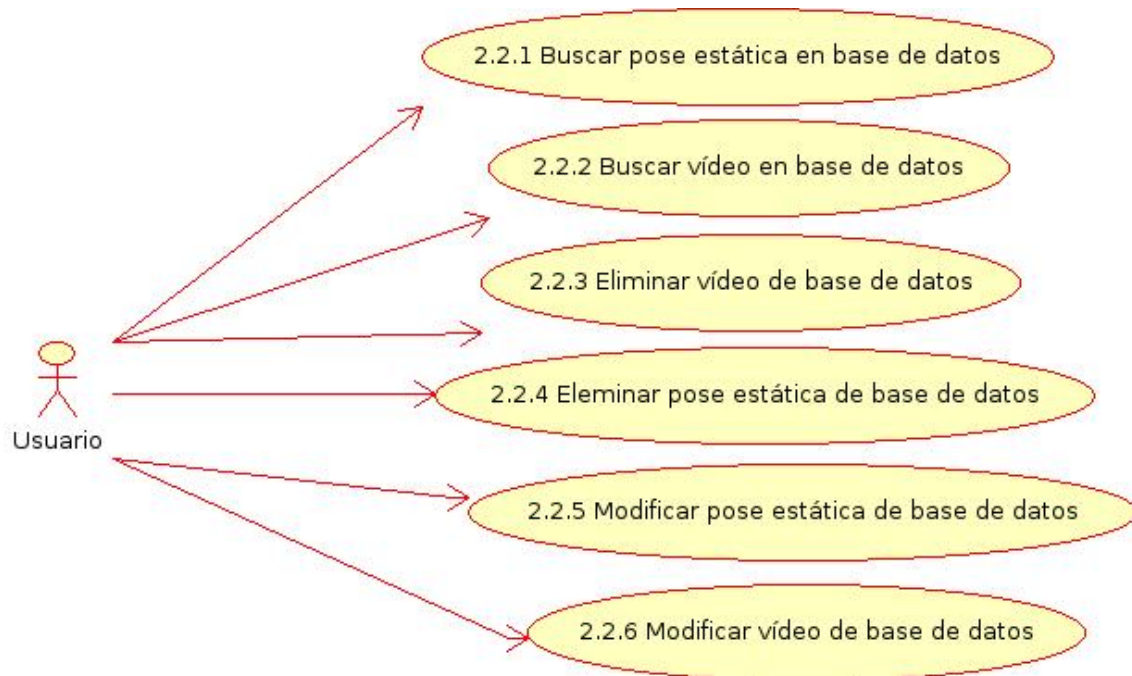 2.2.1 Buscar pose estática en base de datos
2.2.2 Buscar vídeo en base de datos
2.2.3 Eliminar vídeo de base de datos
2.2.4 Eleminar pose estática de base de datos
Usuario
2.2.5 Modificar pose estática de base de datos
2.2.6 Modificar vídeo de base de datos